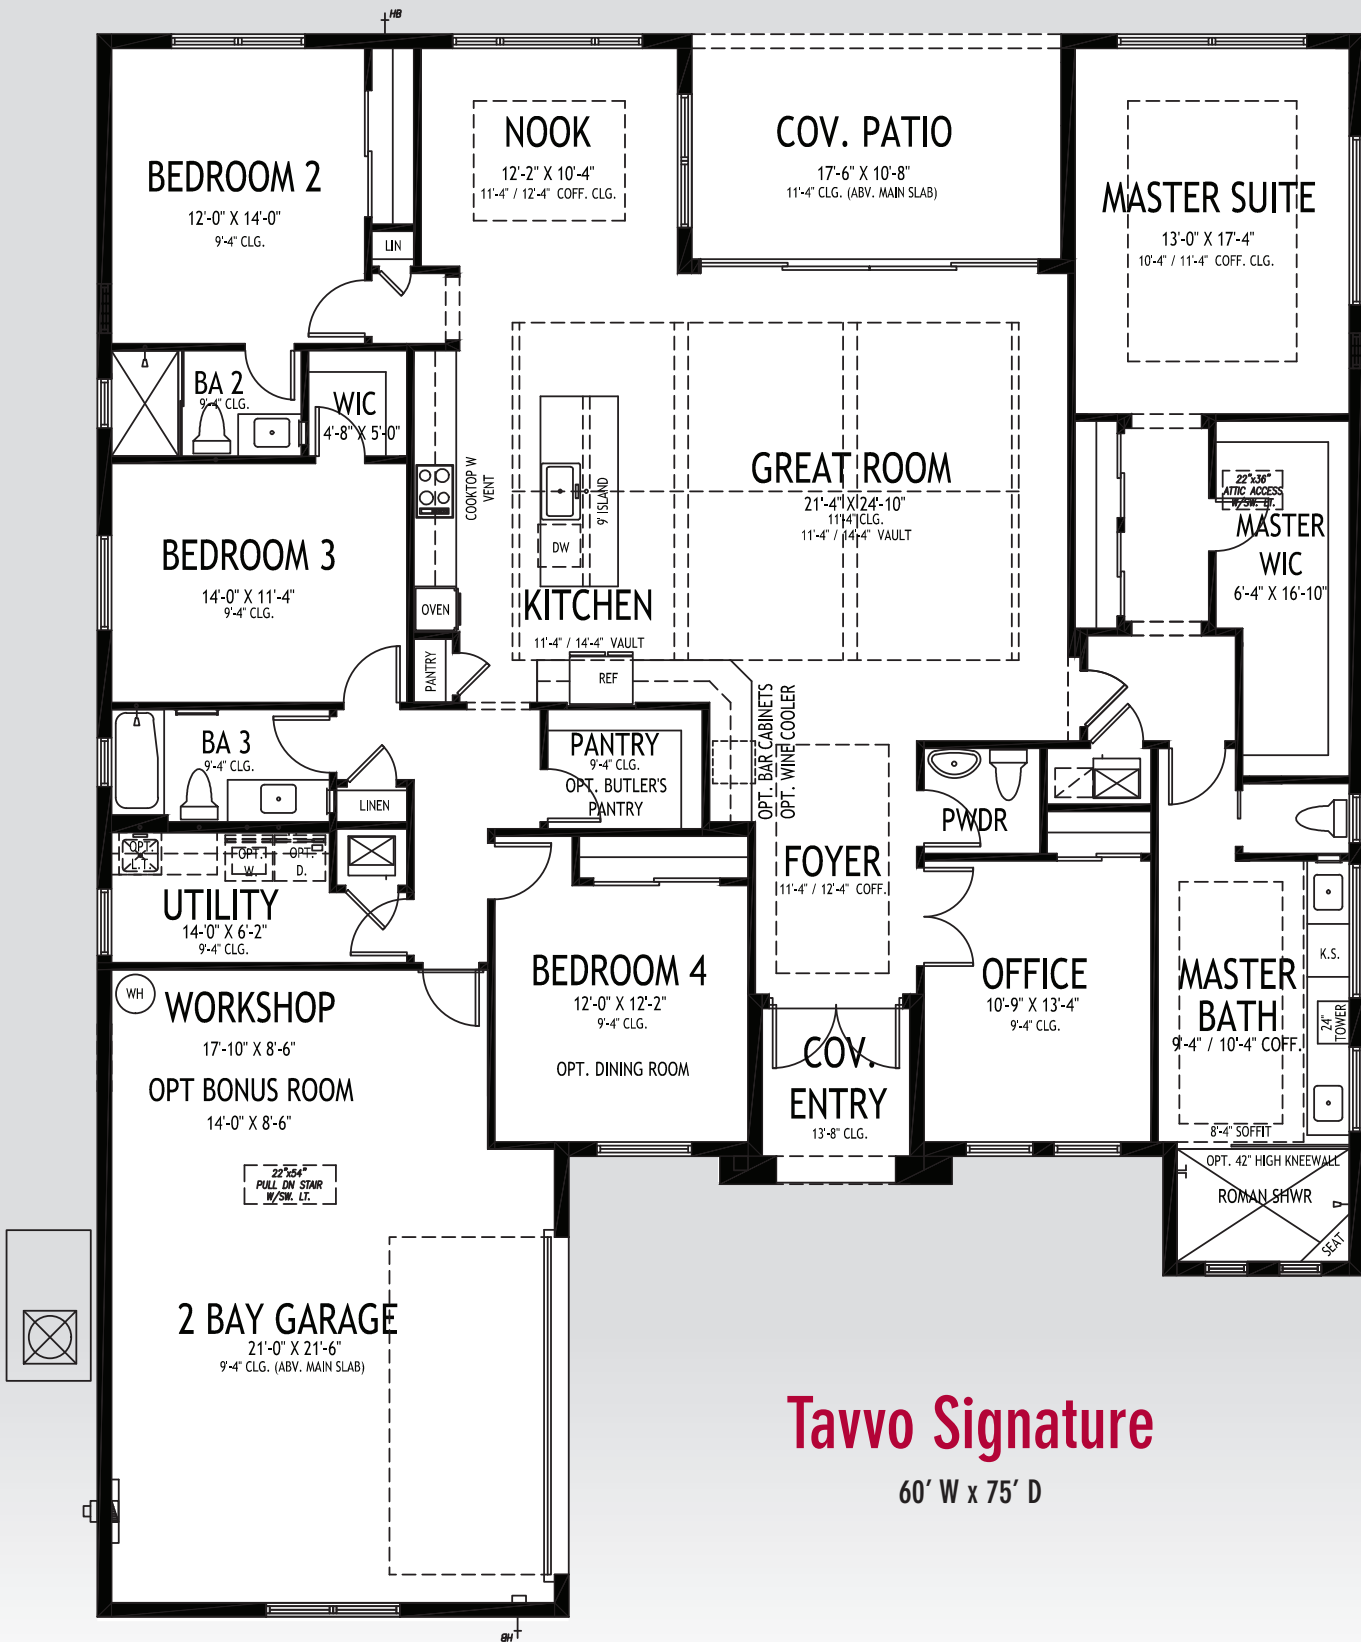 HB
BEDROOM 2
12'-0" X 14'-0"
9'-4" CLG.
LIN
NOOK
12'-2" X 10'-4"
11'-4" / 12'-4" COFF. CLG.
COV. PATIO
17'-6" X 10'-8"
11'-4" CLG. (ABV. MAIN SLAB)
MASTER SUITE
13'-0" X 17'-4"
10'-4" / 11'-4" COFF. CLG.
BA 2
9'-4" CLG.
WIC
4'-8" X 5'-0"
COOKTOP W
VENT
9' ISLAND
DW
OVEN
GREAT ROOM
21'-4" X 24'-10"
11'-4" CLG.
11'-4" / 14'-4" VAULT
22"x36"
ATTIC ACCESS
W/SW. LT.
MASTER
WIC
6'-4" X 16'-10"
BEDROOM 3
14'-0" X 11'-4"
9'-4" CLG.
KITCHEN
11'-4" / 14'-4" VAULT
PANTRY
REF
OPT. BAR CABINETS
OPT. WINE COOLER
BA 3
9'-4" CLG.
LINEN
PANTRY
9'-4" CLG.
OPT. BUTLER'S
PANTRY
PWDR
FOYER
11'-4" / 12'-4" COFF.
OPT.
L.T.
OPT.
W.
OPT.
D.
UTILITY
14'-0" X 6'-2"
9'-4" CLG.
BEDROOM 4
12'-0" X 12'-2"
9'-4" CLG.
OPT. DINING ROOM
OFFICE
10'-9" X 13'-4"
9'-4" CLG.
K.S.
24"
TOWER
MASTER
BATH
9'-4" / 10'-4" COFF.
8'-4" SOFFIT
WH
WORKSHOP
17'-10" X 8'-6"
OPT BONUS ROOM
14'-0" X 8'-6"
COV.
ENTRY
13'-8" CLG.
OPT. 42" HIGH KNEEWALL
ROMAN SHWR
SEAT
22"x54"
PULL DN STAIR
W/SW. LT.
2 BAY GARAGE
21'-0" X 21'-6"
9'-4" CLG. (ABV. MAIN SLAB)
Tavvo Signature
60' W x 75' D
HB